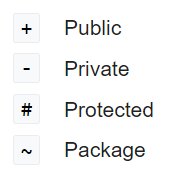 + Public
- Private
# Protected
~ Package